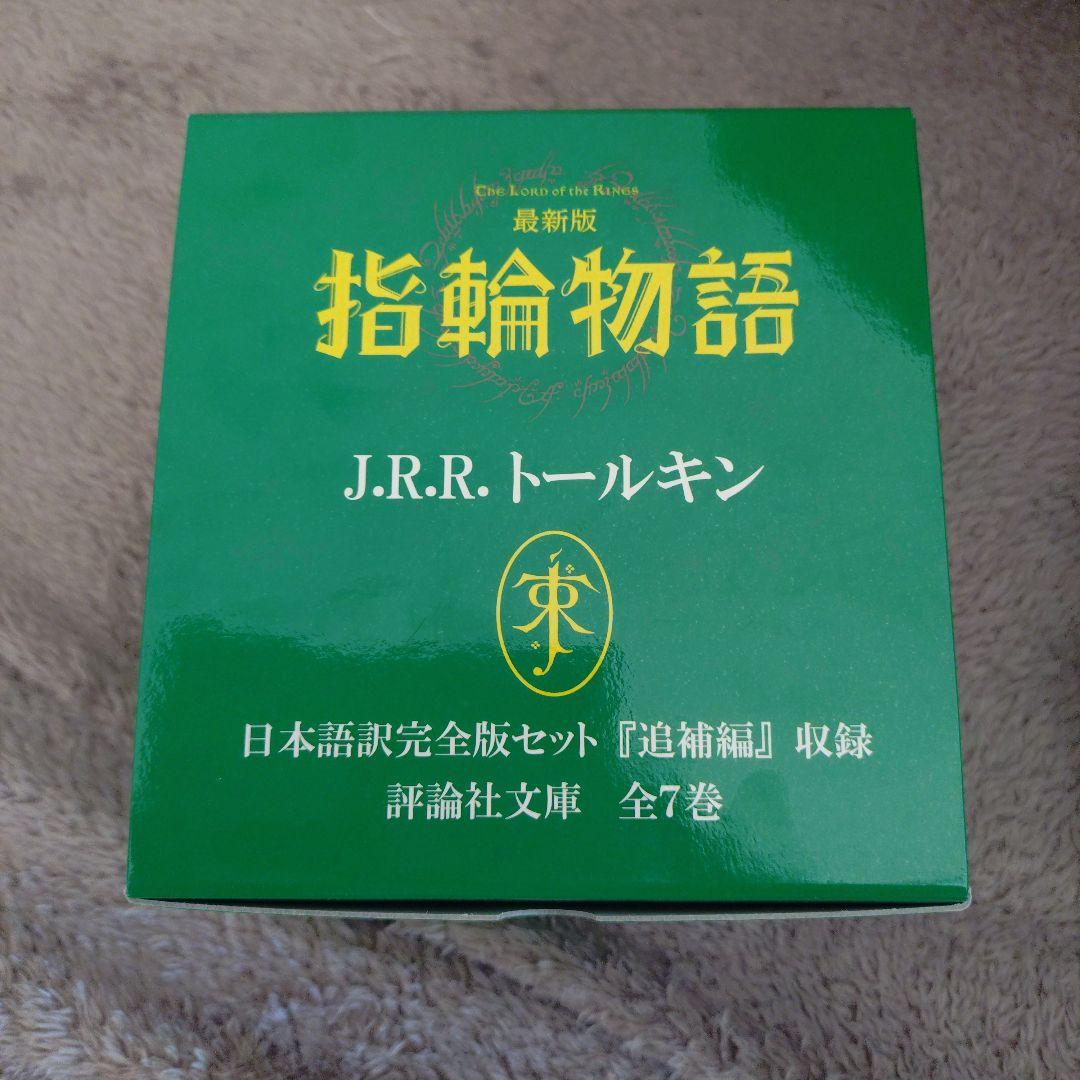 The Lord of the Rings
最新版
指輪物語
J.R.R. トールキン
日本語訳完全版セット『追補編』収録
評論社文庫　全7巻